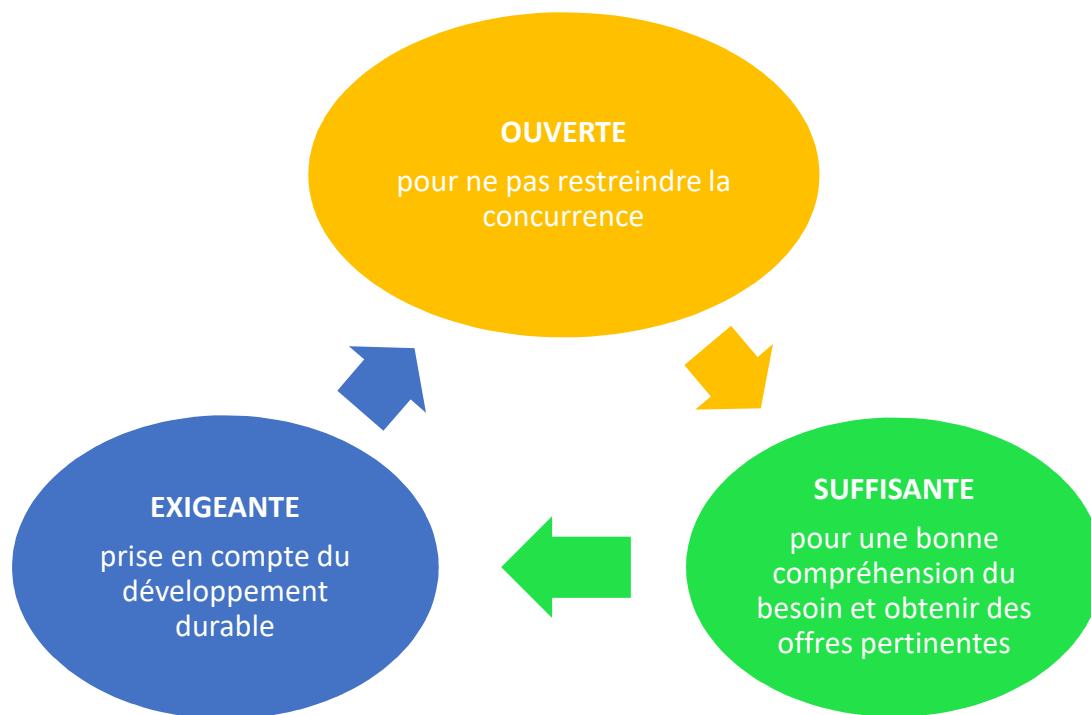 OUVERTE
pour ne pas restreindre la
concurrence
EXIGEANTE
prise en compte du
développement
durable
SUFFISANTE
pour une bonne
compréhension du
besoin et obtenir des
offres pertinentes